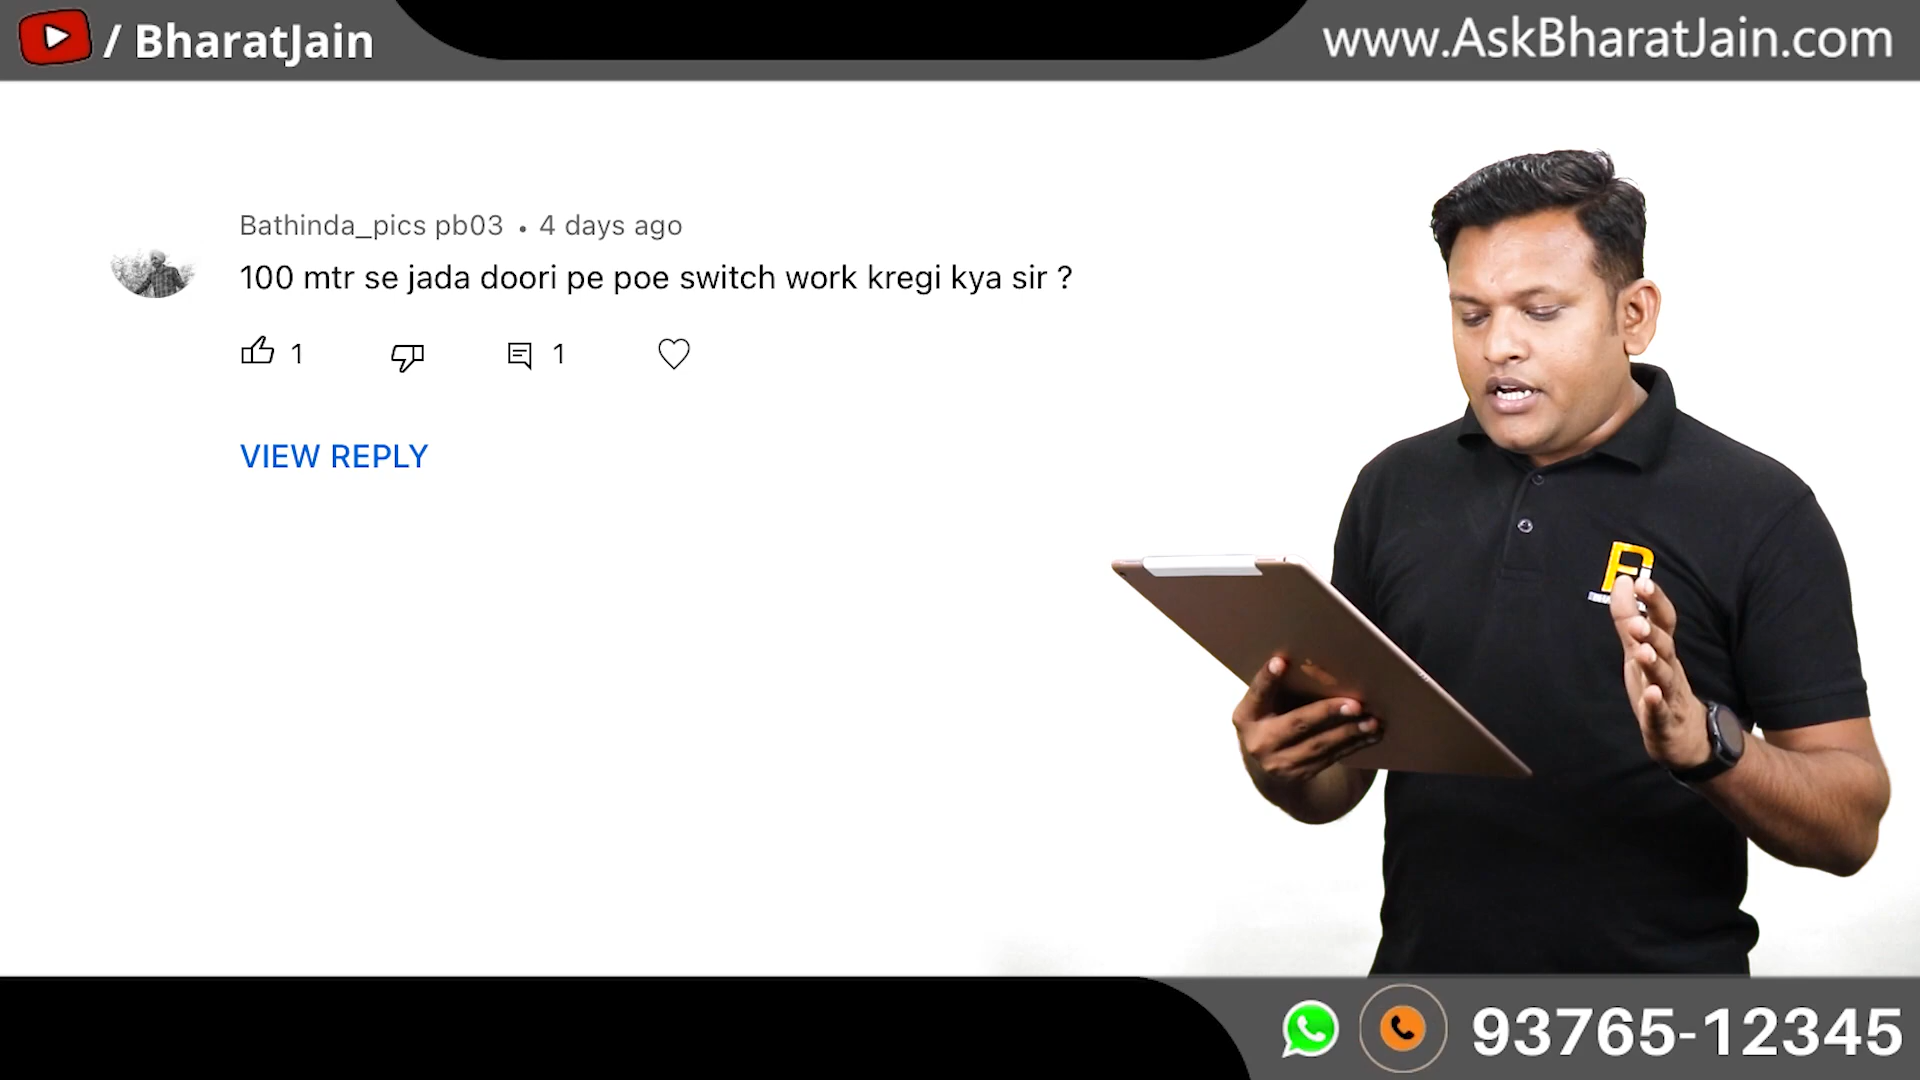 / BharatJain
www.AskBharatJain.com
Bathinda_pics pb03 • 4 days ago
100 mtr se jada doori pe poe switch work kregi kya sir ?
1
1
VIEW REPLY
93765-12345